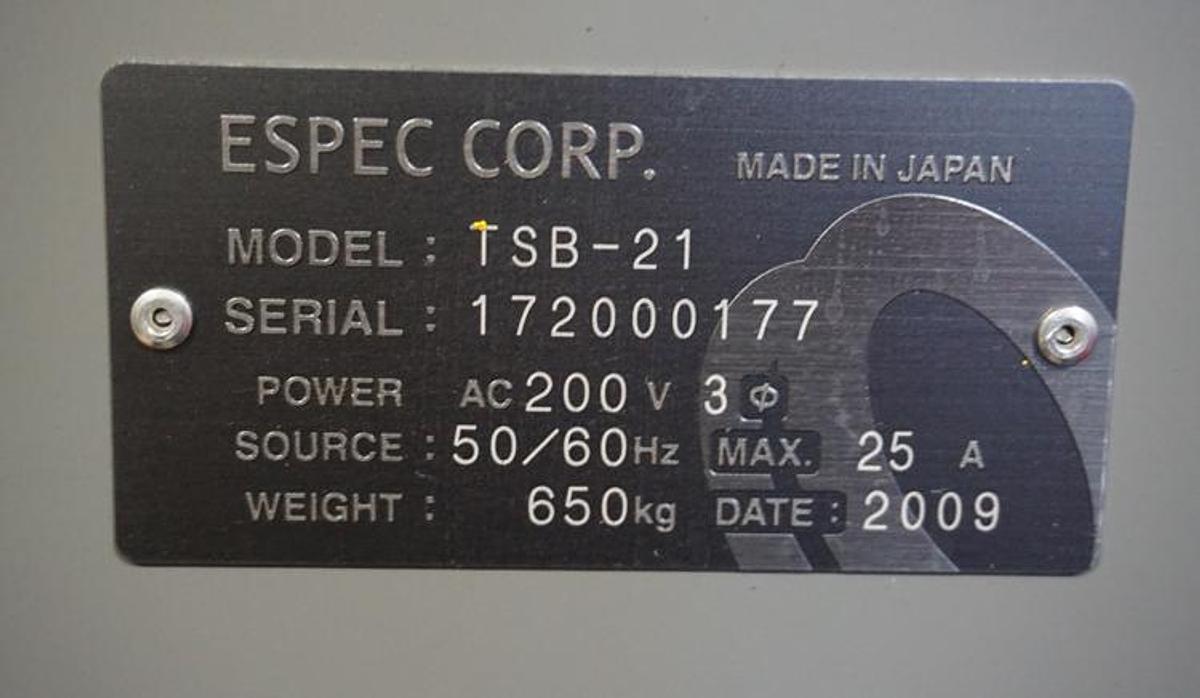 ESPEC CORP. MADE IN JAPAN
MODEL : TSB-21
SERIAL : 172000177
POWER AC 200 V 3 ϕ
SOURCE : 50/60Hz MAX. 25 A
WEIGHT : 650kg DATE : 2009